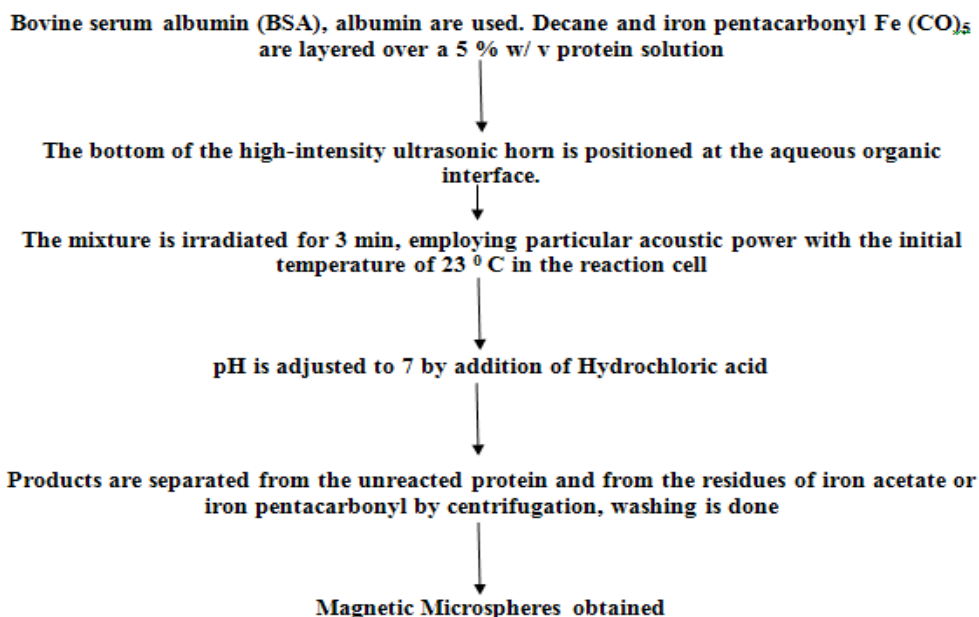 Bovine serum albumin (BSA), albumin are used. Decane and iron pentacarbonyl Fe (CO)5
are layered over a 5 % w/ v protein solution
The bottom of the high-intensity ultrasonic horn is positioned at the aqueous organic
interface.
The mixture is irradiated for 3 min, employing particular acoustic power with the initial
temperature of 23 ⁰ C in the reaction cell
pH is adjusted to 7 by addition of Hydrochloric acid
Products are separated from the unreacted protein and from the residues of iron acetate or
iron pentacarbonyl by centrifugation, washing is done
Magnetic Microspheres obtained